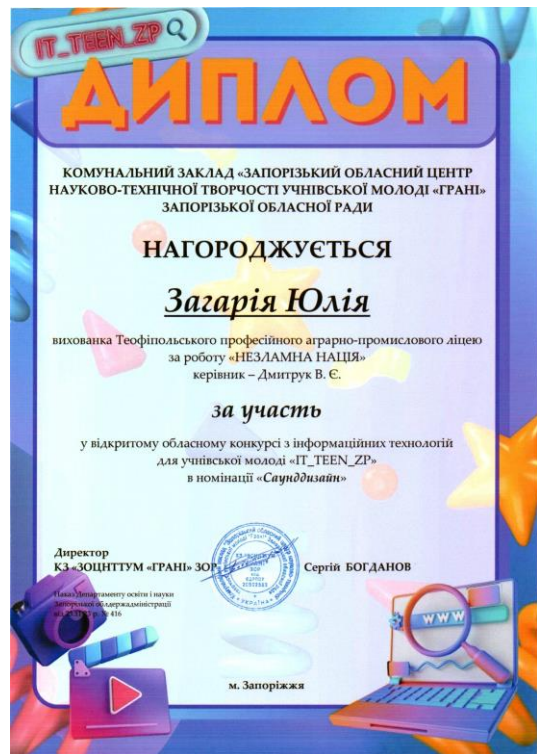 IT_TEEN_ZP
ДИПЛОМ
КОМУНАЛЬНИЙ ЗАКЛАД «ЗАПОРІЗЬКИЙ ОБЛАСНИЙ ЦЕНТР
НАУКОВО-ТЕХНІЧНОЇ ТВОРЧОСТІ УЧНІВСЬКОЇ МОЛОДІ «ГРАНІ»
ЗАПОРІЗЬКОЇ ОБЛАСНОЇ РАДИ
НАГОРОДЖУЄТЬСЯ
Загарія Юлія
вихованка Теофіпольського професійного аграрно-промислового ліцею
за роботу «НЕЗЛАМНА НАЦІЯ»
керівник – Дмитрук В. Є.
за участь
у відкритому обласному конкурсі з інформаційних технологій
для учнівської молоді «IT_TEEN_ZP»
в номінації «Саунддизайн»
Директор
КЗ «ЗОЦНТТУМ «ГРАНІ» ЗОР
Сергій БОГДАНОВ
Наказ Департаменту освіти і науки
Запорізької облдержадміністрації
р. № 416
WWW
м. Запоріжжя